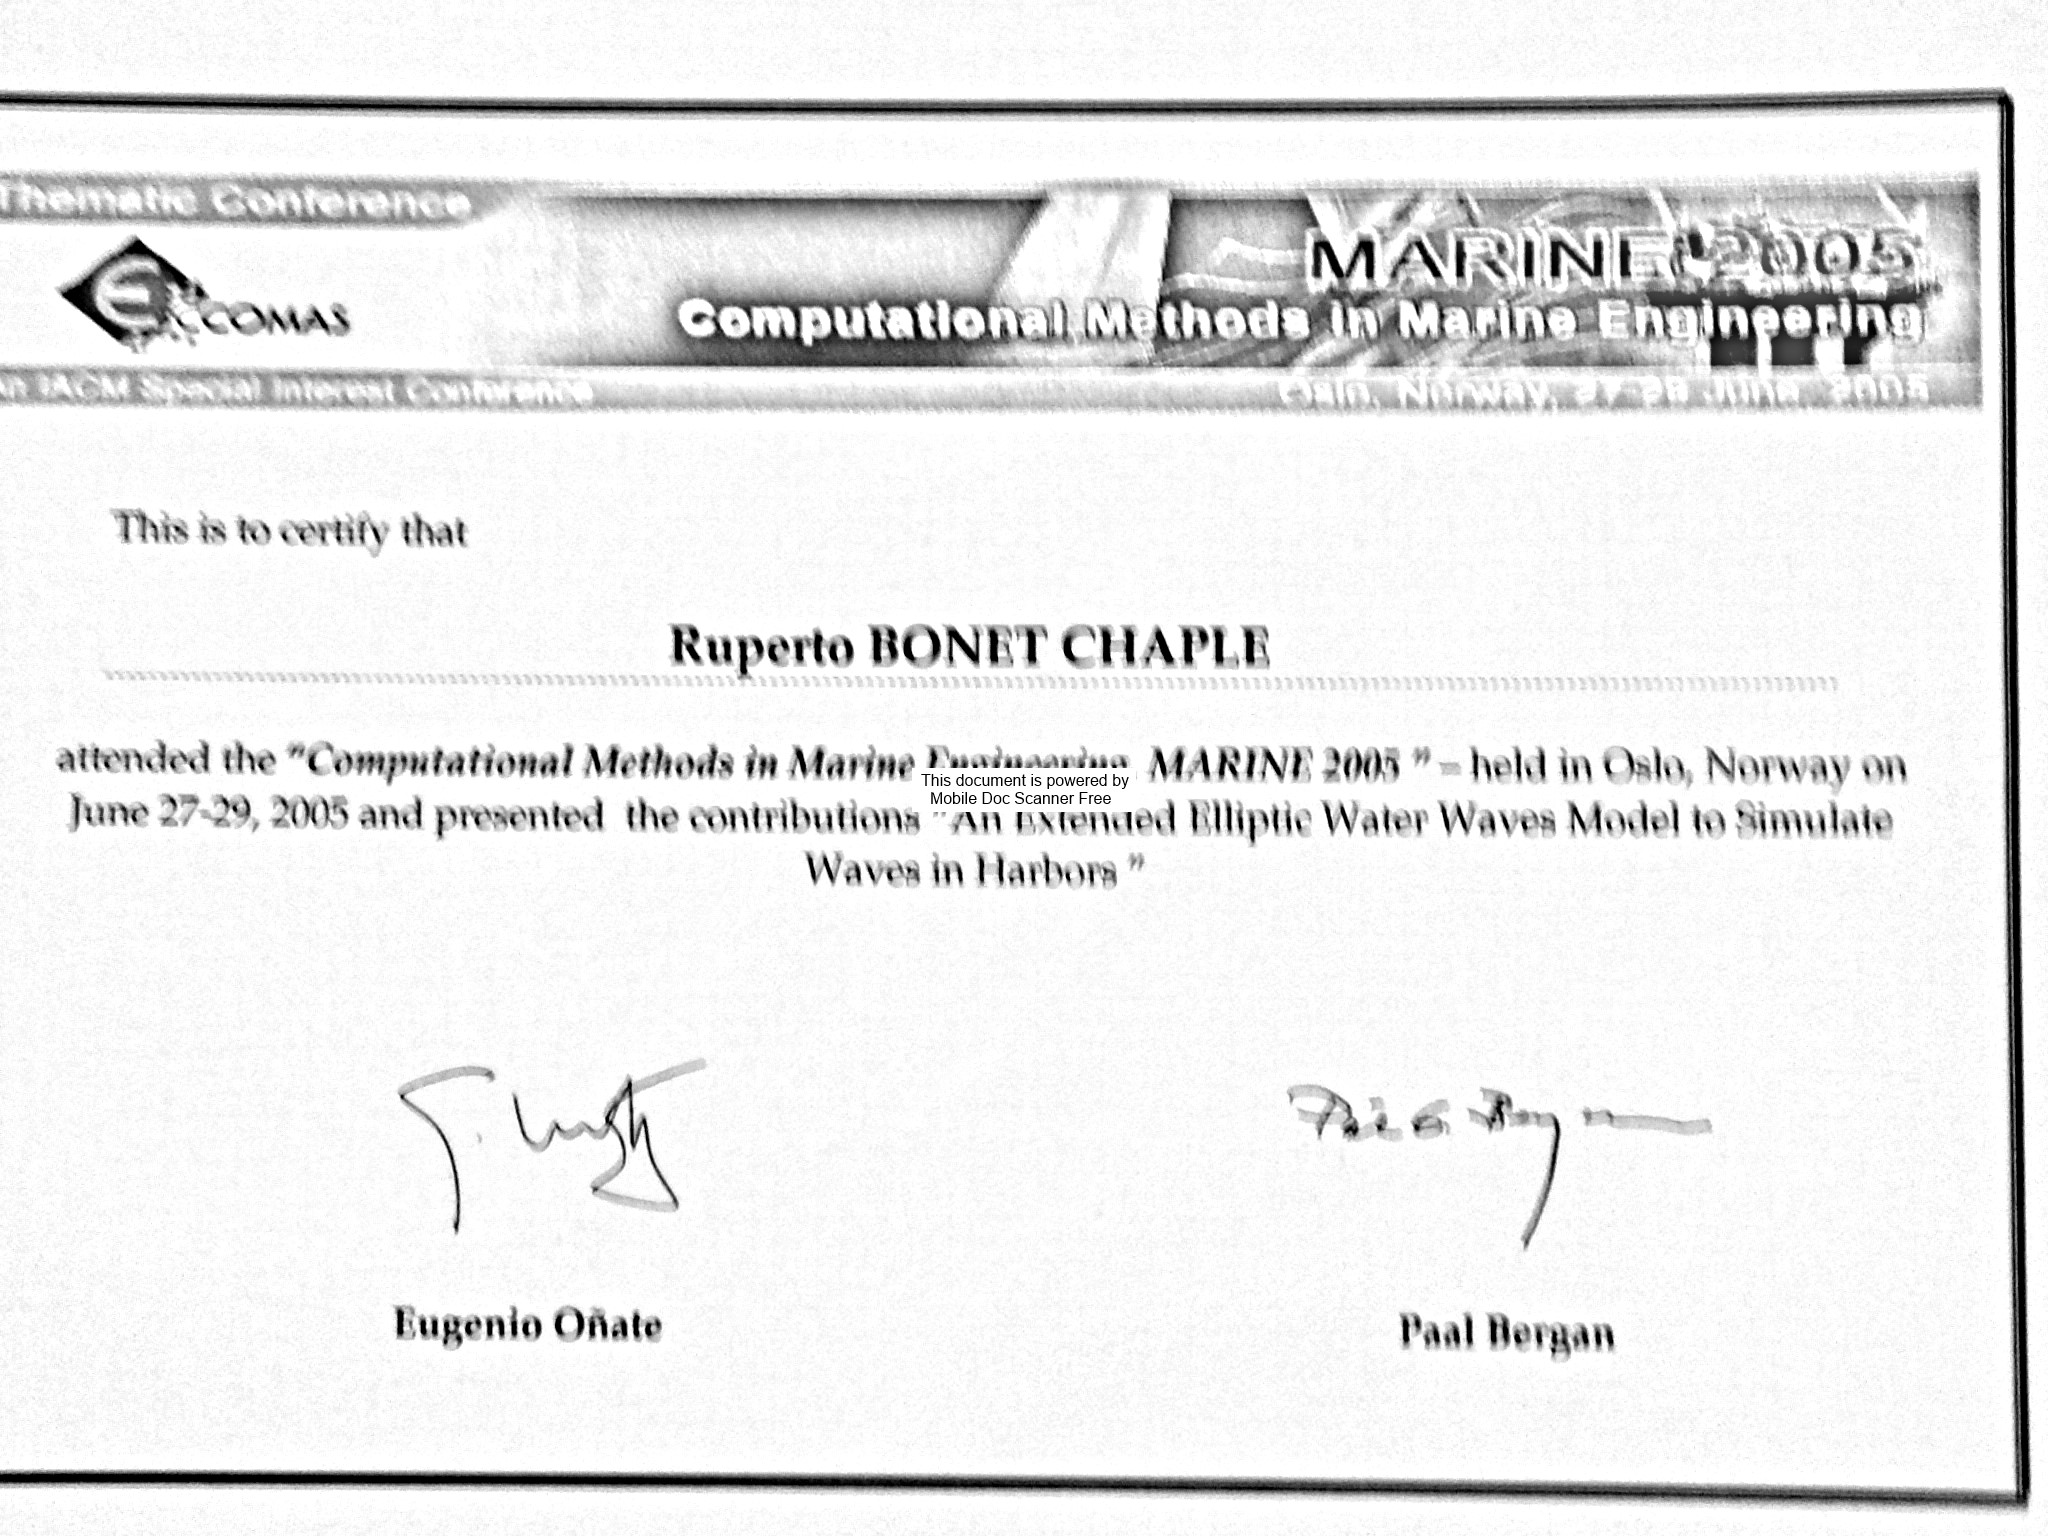 Thematic Conference
ECCOMAS
MARINE 2005
Computational Methods in Marine Engineering
An IACM Special Interest Conference
Oslo, Norway, 27-29 June, 2005
This is to certify that
Ruperto BONET CHAPLE
attended the "Computational Methods in Marine Engineering MARINE 2005 " – held in Oslo, Norway on
This document is powered by
Mobile Doc Scanner Free
June 27-29, 2005 and presented the contributions "An Extended Elliptic Water Waves Model to Simulate
Waves in Harbors "
Eugenio Oñate
Paal Bergan